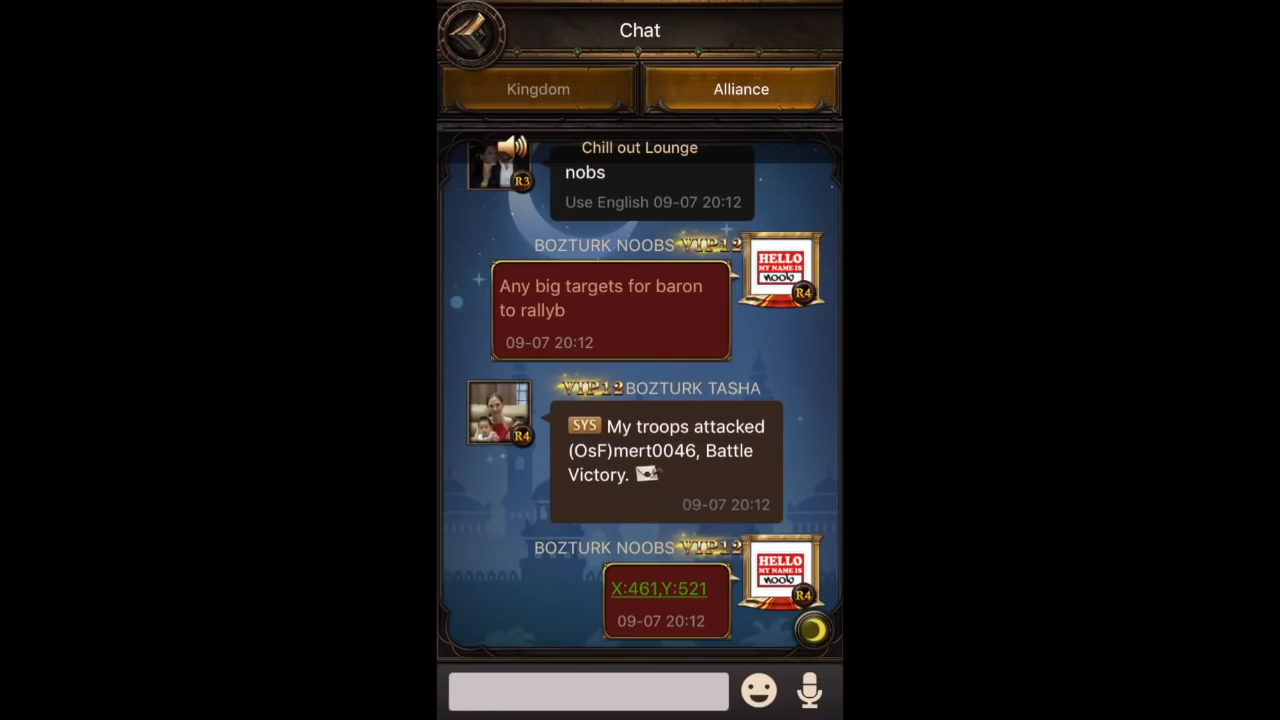 Chat
Kingdom
Alliance
Chill out Lounge
nobs
R3
Use English 09-07 20:12
BOZTURK NOOBS VIP12
HELLO
MY NAME IS
noob
R4
Any big targets for baron
to rallyb
09-07 20:12
VIP12 BOZTURK TASHA
R4
SYS My troops attacked
(OsF)mert0046, Battle
Victory.
09-07 20:12
BOZTURK NOOBS VIP12
HELLO
MY NAME IS
noob
R4
X:461,Y:521
09-07 20:12